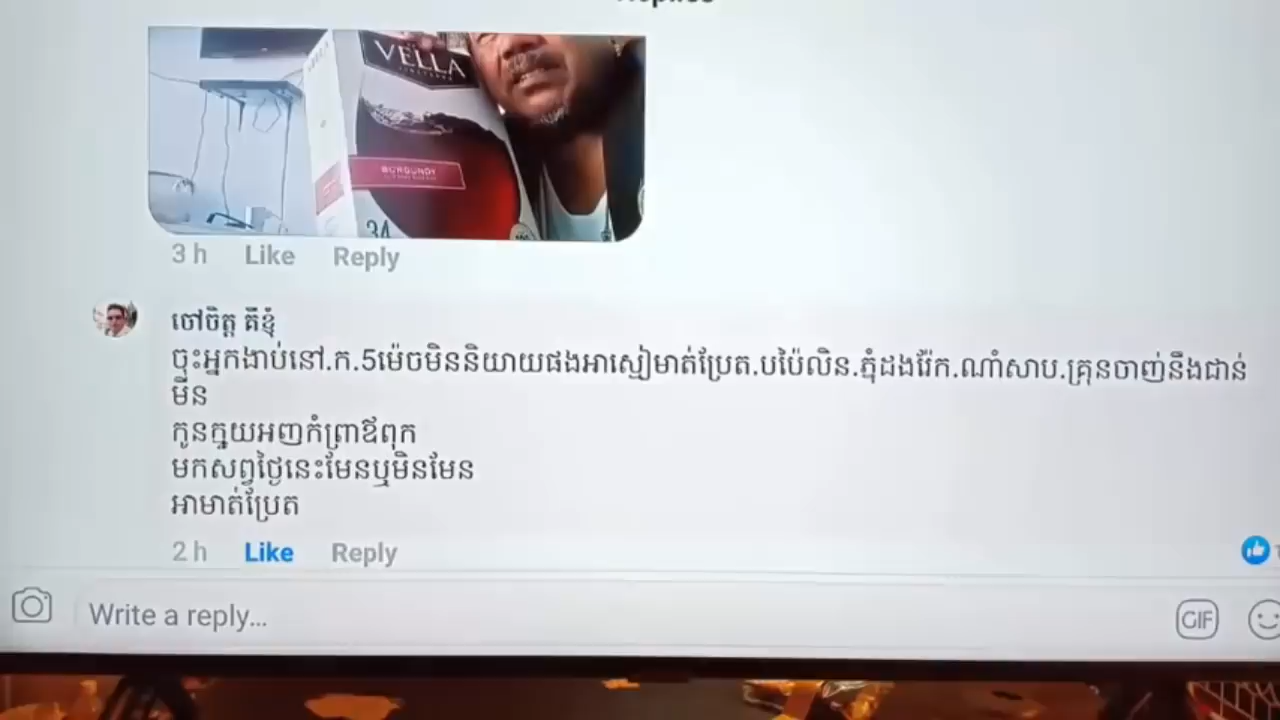 VELLA
BURGUNDY
34
3 h Like Reply
ចៅចិត្ត គឺខ្ញុំ
ចុះអ្នកងាប់នៅ.ក.5ម៉េចមិននិយាយផងអាស្មៀមាត់ប្រែត.បប៉ៃលិន.ភ្នំដងរ៉ែក.ណាំសាប.គ្រុនចាញ់នឹងជាន់
មីន
កូនក្មួយអញកំព្រាឪពុក
មកសព្វថ្ងៃនេះមែនឬមិនមែន
អាមាត់ប្រែត
2 h Like Reply
Write a reply...
GIF